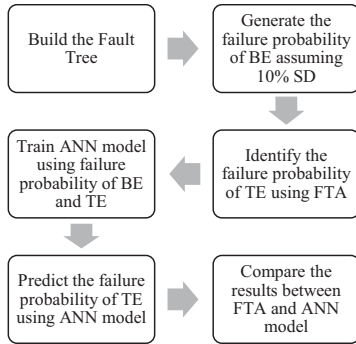 Build the Fault
Tree
Generate the
failure probability
of BE assuming
10% SD
Identify the
failure probability
of TE using FTA
Train ANN model
using failure
probability of BE
and TE
Predict the failure
probability of TE
using ANN model
Compare the
results between
FTA and ANN
model